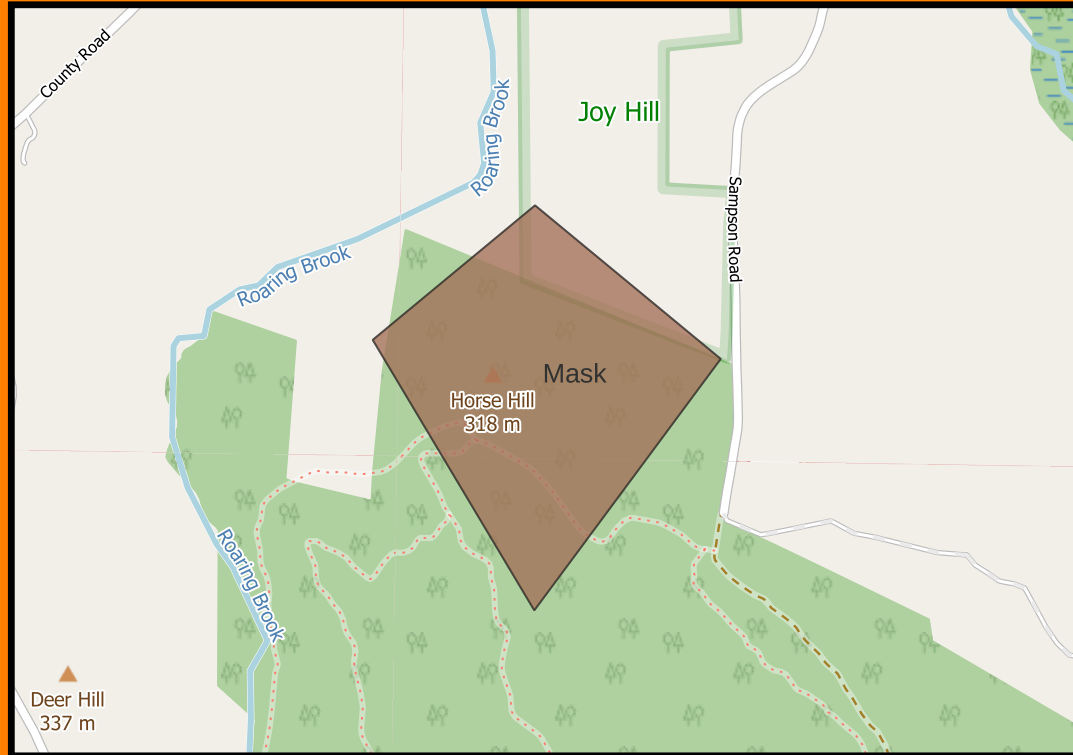 County Road
Roaring Brook
Joy Hill
Sampson Road
Roaring Brook
Mask
Horse Hill
318 m
Roaring Brook
Deer Hill
337 m